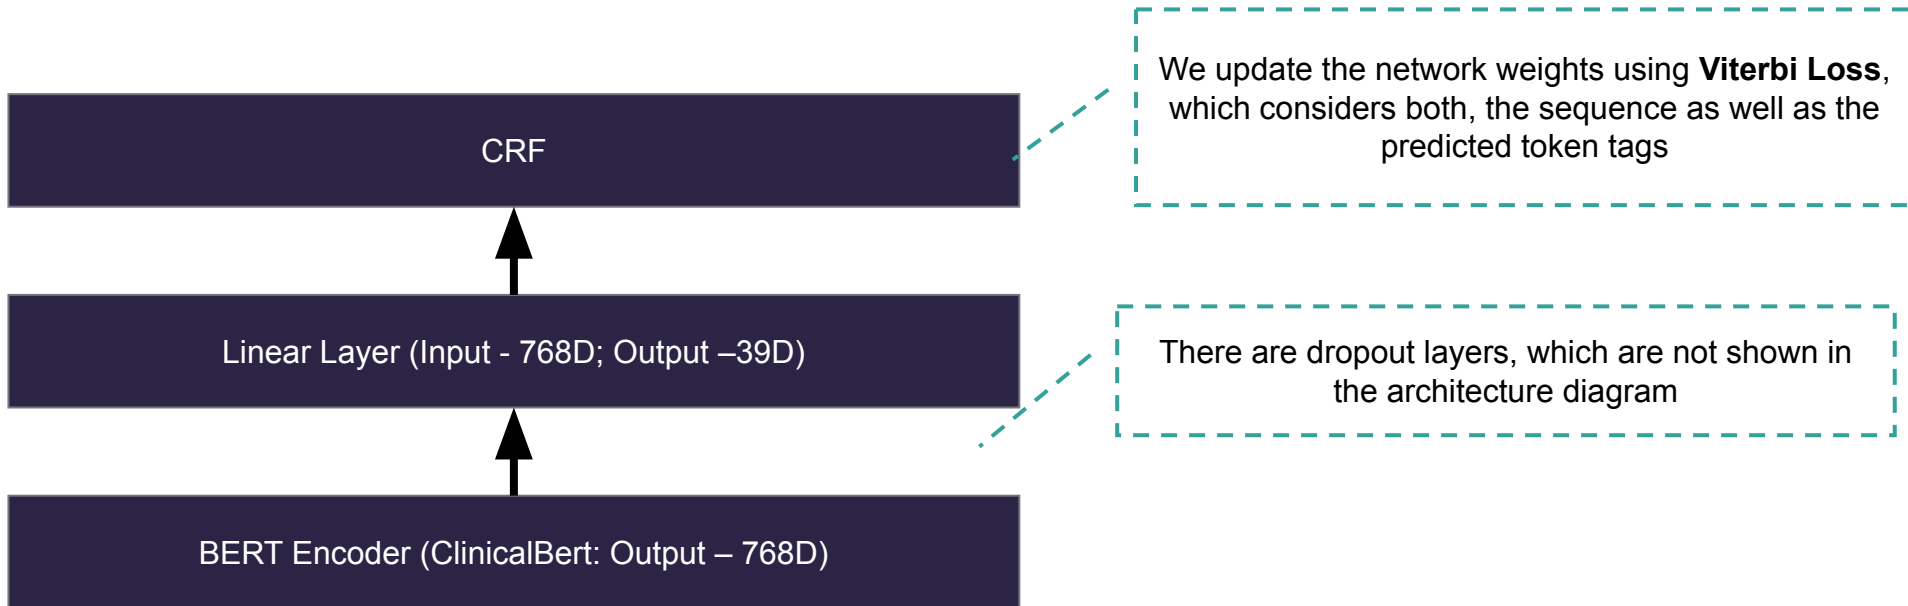 We update the network weights using Viterbi Loss,
which considers both, the sequence as well as the
predicted token tags
CRF
Linear Layer (Input - 768D; Output –39D)
There are dropout layers, which are not shown in
the architecture diagram
BERT Encoder (ClinicalBert: Output – 768D)